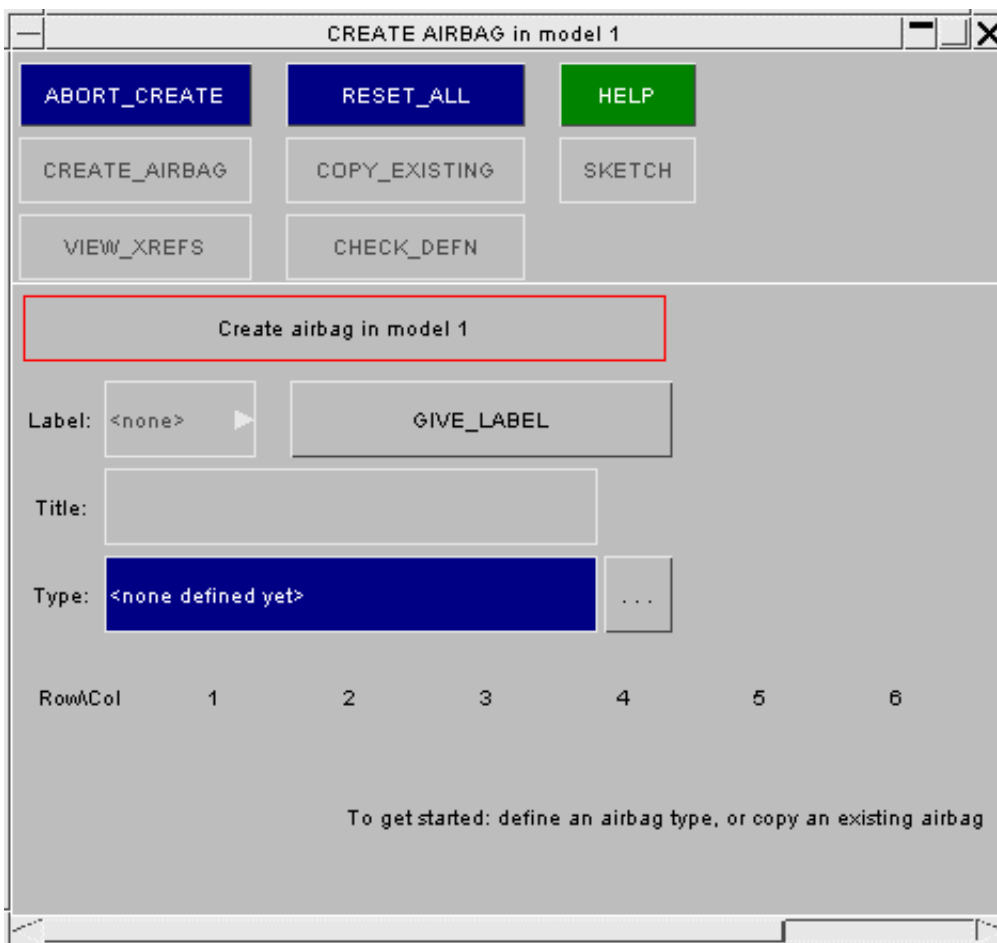 CREATE AIRBAG in model 1
ABORT_CREATE RESET_ALL HELP
CREATE_AIRBAG COPY_EXISTING SKETCH
VIEW_XREFS CHECK_DEFN
Create airbag in model 1
Label: <none> GIVE_LABEL
Title:
Type: <none defined yet> ...
Row\Col 1 2 3 4 5 6
To get started: define an airbag type, or copy an existing airbag